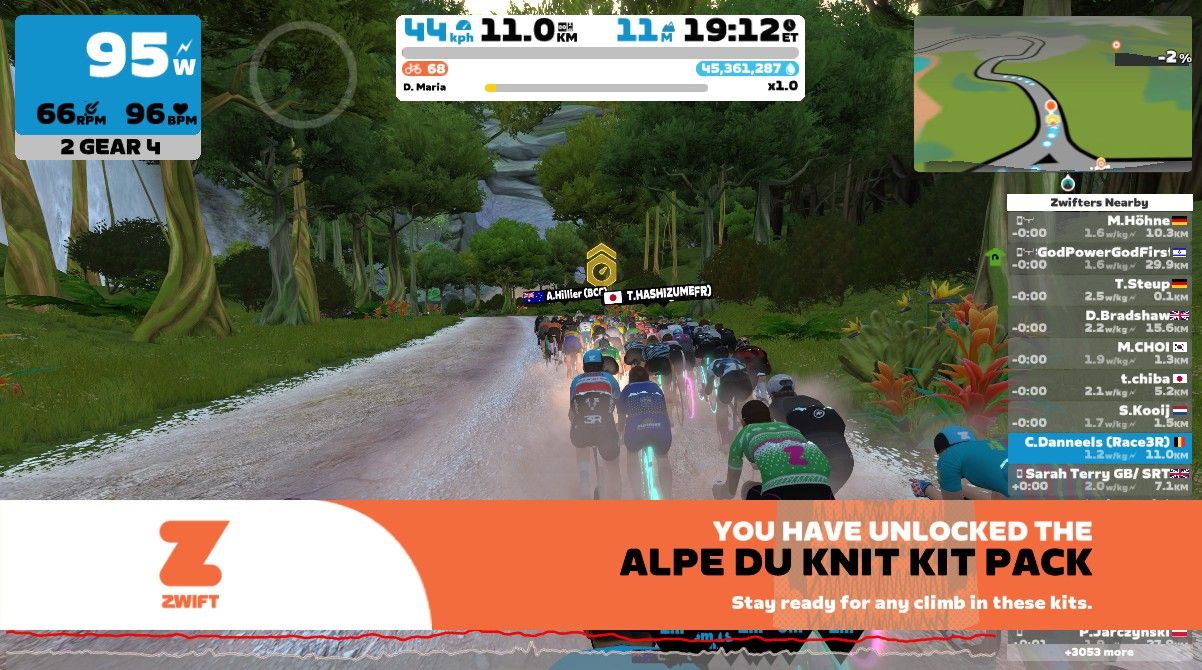 95W
66RPM 96BPM
2 GEAR 4
44kph 11.0KM 11M 19:12ET
68 45,361,287
D. Maria x1.0
-2%
Zwifters Nearby
M.Höhne
-0:00 1.6w/kg 10.3KM
GodPowerGodFirst
-0:00 1.6w/kg 29.9KM
T.Steup
-0:00 2.5w/kg 0.1KM
D.Bradshaw
-0:00 2.2w/kg 15.6KM
M.CHOI
-0:00 1.9w/kg 1.3KM
t.chiba
-0:00 2.1w/kg 5.2KM
S.Kooij
-0:00 1.7w/kg 1.5KM
C.Danneels (Race3R)
1.2w/kg 11.0KM
Sarah Terry GB/ SRT
+0:00 2.0w/kg 7.1KM
A.Hillier (BCC
T.HASHIZUMEFR)
3R
Z
ZWIFT
YOU HAVE UNLOCKED THE
ALPE DU KNIT KIT PACK
Stay ready for any climb in these kits.
P.Jarczynski
+3053 more